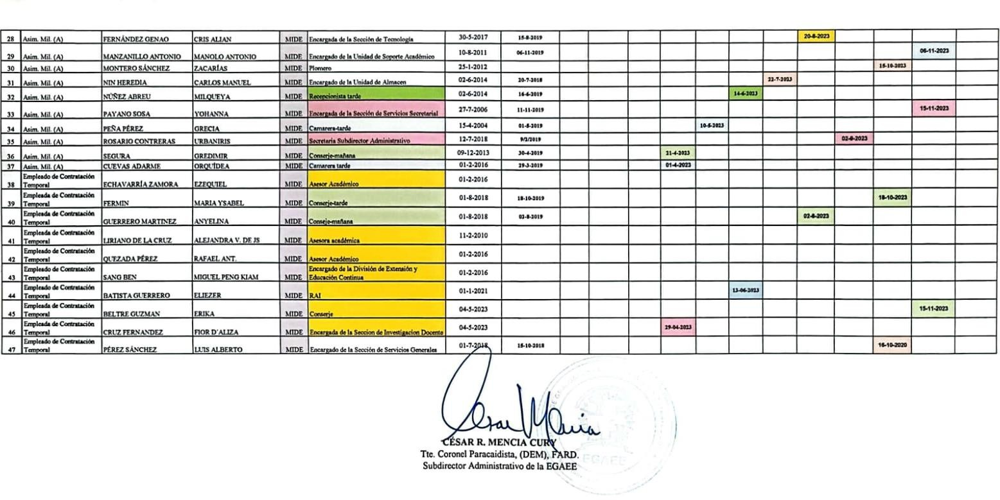 28 Asim. Mil. (A) FERNÁNDEZ GENAO CRIS ALIAN MIDE Encargada de la Sección de Tecnología 30-5-2017 15-8-2019 20-8-2023
29 Asim. Mil. (A) MANZANILLO ANTONIO MANOLO ANTONIO MIDE Encargado de la Unidad de Soporte Académico 10-8-2011 06-11-2019 06-11-2023
30 Asim. Mil. (A) MONTERO SÁNCHEZ ZACARÍAS MIDE Plomero 25-1-2012 15-10-2023
31 Asim. Mil. (A) NIN HEREDIA CARLOS MANUEL MIDE Encargado de la Unidad de Almacen 02-6-2014 20-7-2018 22-7-2023
32 Asim. Mil. (A) NÚÑEZ ABREU MILQUEYA MIDE Recepcionista tarde 02-6-2014 16-6-2019 14-6-2023
33 Asim. Mil. (A) PAYANO SOSA YOHANNA MIDE Encargada de la Sección de Servicios Secretarial 27-7-2006 11-11-2019 15-11-2023
34 Asim. Mil. (A) PEÑA PÉREZ GRECIA MIDE Camarera-tarde 15-4-2004 01-5-2019 10-5-2023
35 Asim. Mil. (A) ROSARIO CONTRERAS URBANIRIS MIDE Secretaria Subdirector Administrativo 12-7-2018 9/2/2019 02-9-2023
36 Asim. Mil. (A) SEGURA GREDIMIR MIDE Conserje-mañana 09-12-2013 30-4-2019 21-4-2023
37 Asim. Mil. (A) CUEVAS ADARME ORQUÍDEA MIDE Camarera tarde 01-2-2016 29-3-2019 01-4-2023
38 Empleado de Contratación Temporal ECHAVARRÍA ZAMORA EZEQUIEL MIDE Asesor Académico 01-2-2016
39 Empleada de Contratación Temporal FERMIN MARIA YSABEL MIDE Conserje-tarde 01-8-2018 18-10-2019 18-10-2023
40 Empleada de Contratación Temporal GUERRERO MARTINEZ ANYELINA MIDE Conseje-mañana 01-8-2018 03-8-2019 02-8-2023
41 Empleada de Contratación Temporal LIRIANO DE LA CRUZ ALEJANDRA V. DE JS MIDE Asesora académica 11-2-2010
42 Empleado de Contratación Temporal QUEZADA PÉREZ RAFAEL ANT. MIDE Asesor Académico 01-2-2016
43 Empleado de Contratación Temporal SANG BEN MIGUEL PENG KIAM MIDE Encargado de la División de Extensión y Educación Continua 01-2-2016
44 Empleado de Contratación Temporal BATISTA GUERRERO ELIEZER MIDE RAI 01-1-2021 13-06-2023
45 Empleada de Contratación Temporal BELTRE GUZMAN ERIKA MIDE Conserje 04-5-2023 15-11-2023
46 Empleada de Contratación Temporal CRUZ FERNANDEZ FIOR D'ALIZA MIDE Encargada de la Seccion de Investigacion Docente 04-5-2023 29-04-2023
47 Empleado de Contratación Temporal PÉREZ SÁNCHEZ LUIS ALBERTO MIDE Encargado de la Sección de Servicios Generales 01-7-2018 15-10-2018 16-10-2020
CÉSAR R. MENCIA CURY
Tte. Coronel Paracaidista, (DEM), FARD.
Subdirector Administrativo de la EGAEE
EGAEE